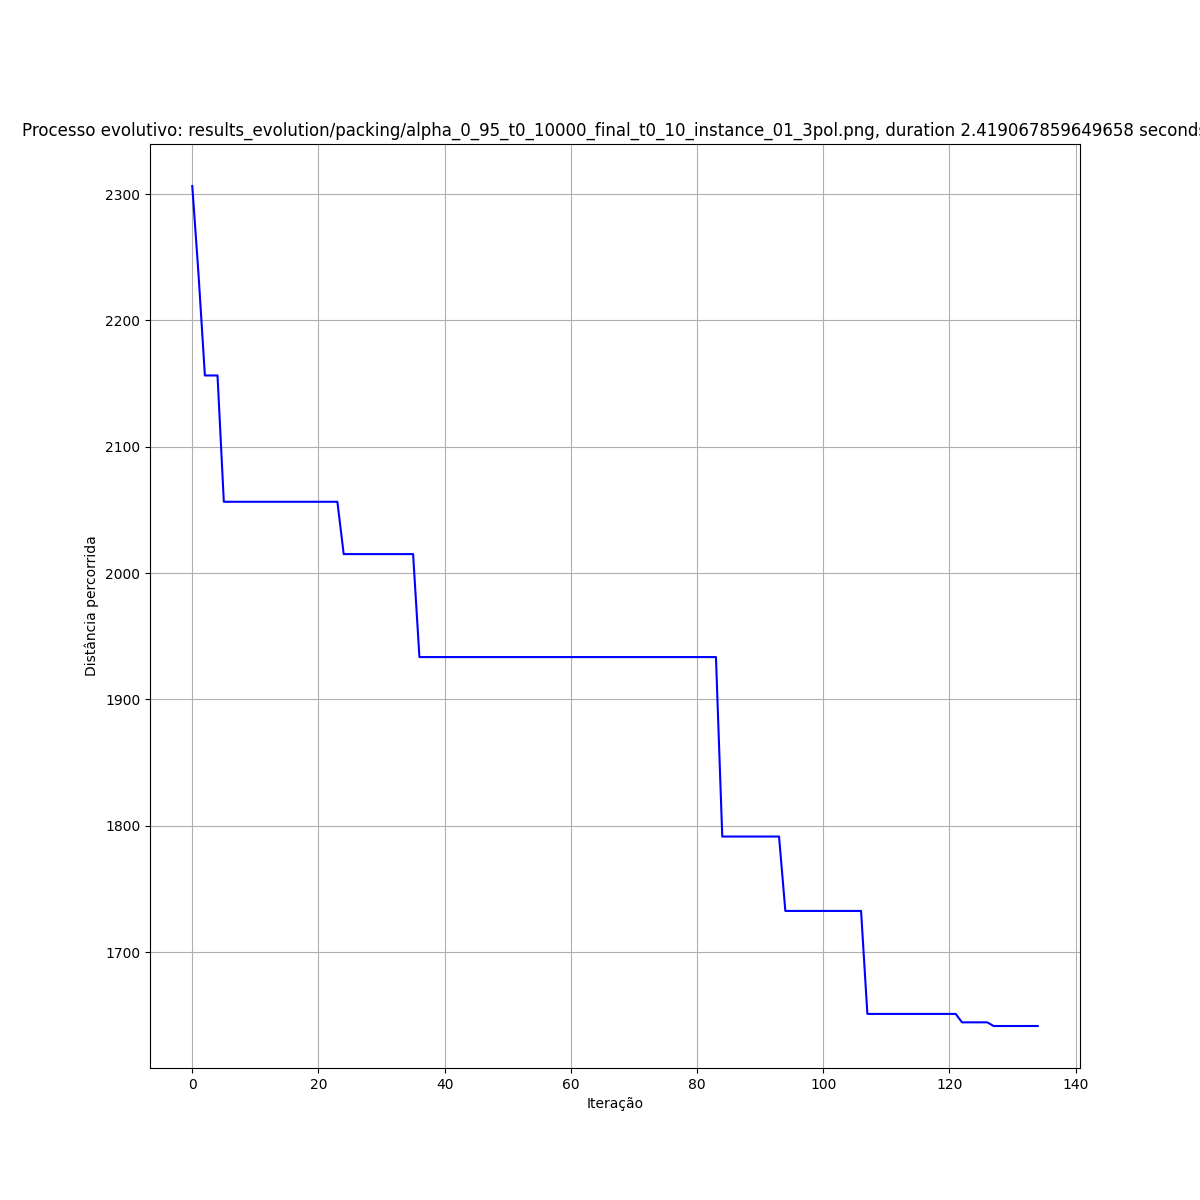 Processo evolutivo: results_evolution/packing/alpha_0_95_t0_10000_final_t0_10_instance_01_3pol.png, duration 2.419067859649658 seconds
2300
2200
2100
2000
1900
1800
1700
Distância percorrida
0 20 40 60 80 100 120 140
Iteração